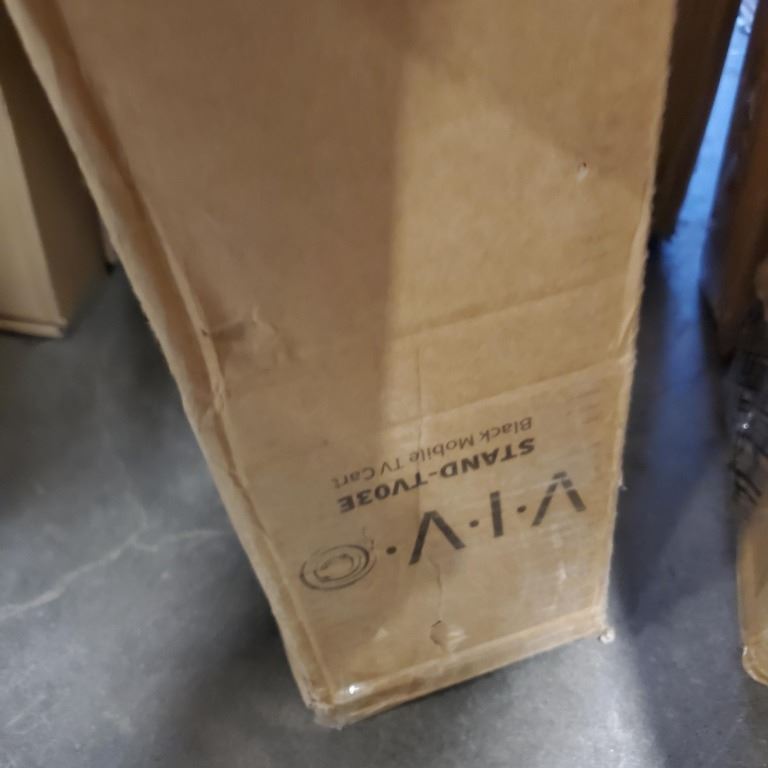 V·I·V·O
STAND-TV03E
Black Mobile TV Cart